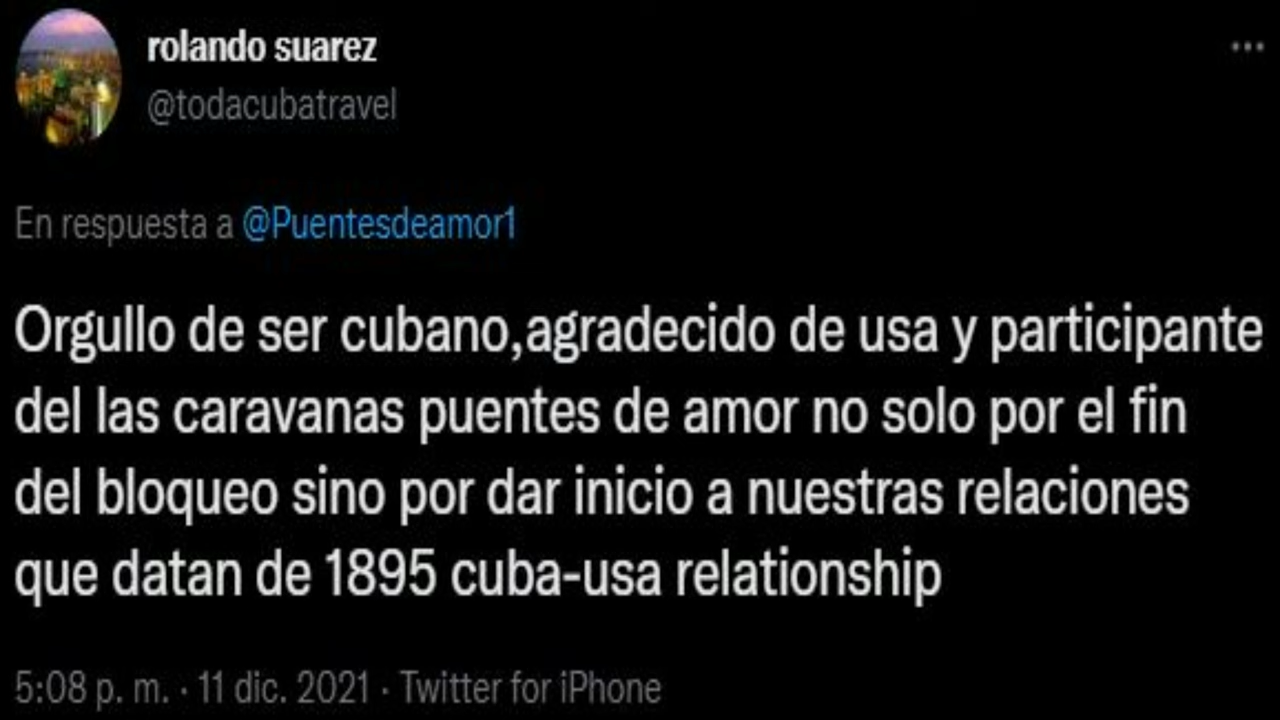 rolando suarez
@todacubatravel
En respuesta a @Puentesdeamor1
Orgullo de ser cubano,agradecido de usa y participante
del las caravanas puentes de amor no solo por el fin
del bloqueo sino por dar inicio a nuestras relaciones
que datan de 1895 cuba-usa relationship
5:08 p. m. · 11 dic. 2021 · Twitter for iPhone